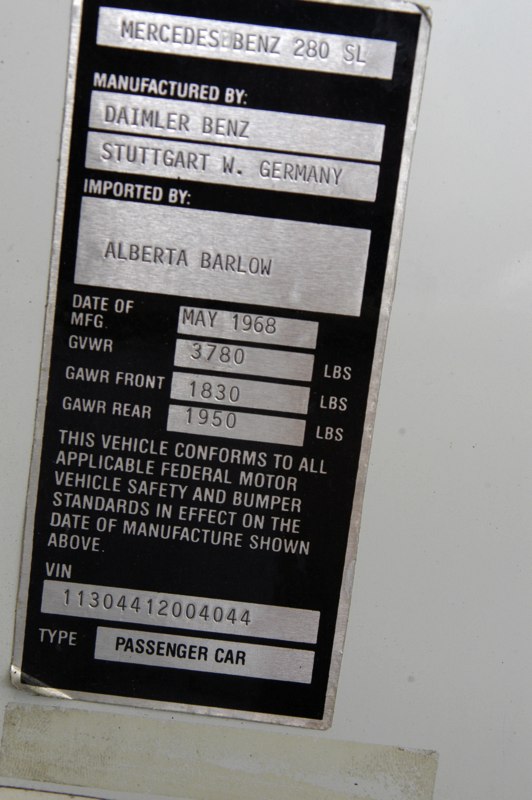 MERCEDES BENZ 280 SL
MANUFACTURED BY:
DAIMLER BENZ
STUTTGART W. GERMANY
IMPORTED BY:
ALBERTA BARLOW
DATE OF MFG. MAY 1968
GVWR 3780 LBS
GAWR FRONT 1830 LBS
GAWR REAR 1950 LBS
THIS VEHICLE CONFORMS TO ALL
APPLICABLE FEDERAL MOTOR
VEHICLE SAFETY AND BUMPER
STANDARDS IN EFFECT ON THE
DATE OF MANUFACTURE SHOWN
ABOVE.
VIN
11304412004044
TYPE PASSENGER CAR